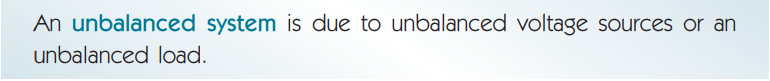 An unbalanced system is due to unbalanced voltage sources or an
unbalanced load.